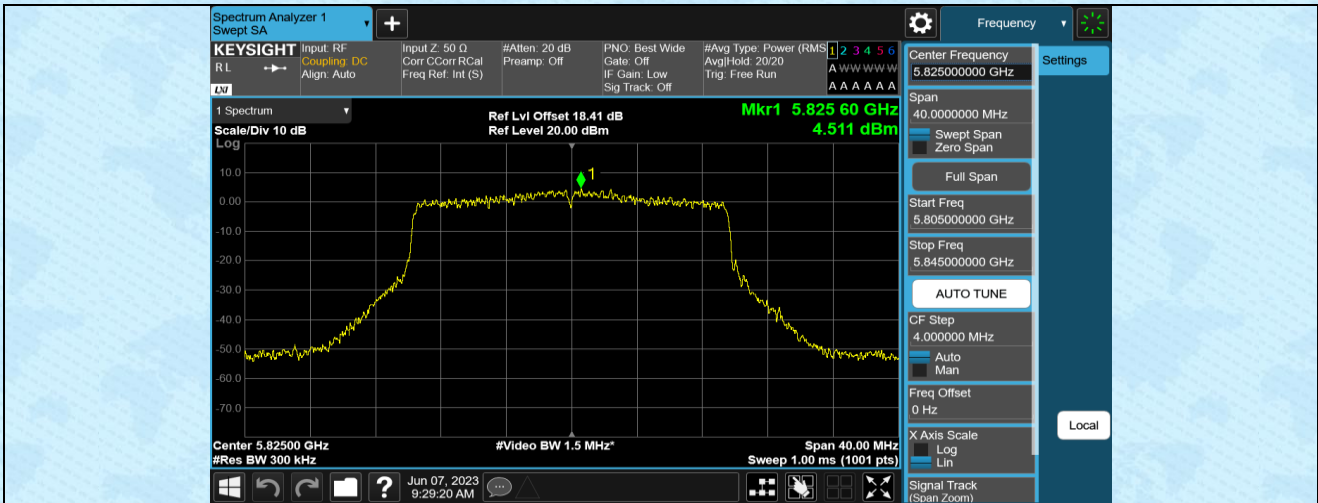 Spectrum Analyzer 1
Swept SA
Frequency
KEYSIGHT
RL
LXI
Input: RF
Coupling: DC
Align: Auto
Input Z: 50 Ω
Corr CCorr RCal
Freq Ref: Int (S)
#Atten: 20 dB
Preamp: Off
PNO: Best Wide
Gate: Off
IF Gain: Low
Sig Track: Off
#Avg Type: Power (RMS
Avg|Hold: 20/20
Trig: Free Run
1 2 3 4 5 6
A W W W W W
A A A A A A
Center Frequency
5.825000000 GHz
Settings
Span
40.0000000 MHz
Swept Span
Zero Span
Full Span
Start Freq
5.805000000 GHz
Stop Freq
5.845000000 GHz
AUTO TUNE
CF Step
4.000000 MHz
Auto
Man
Freq Offset
0 Hz
X Axis Scale
Log
Lin
Signal Track
(Span Zoom)
Local
1 Spectrum
Scale/Div 10 dB
Log
Ref Lvl Offset 18.41 dB
Ref Level 20.00 dBm
Mkr1 5.825 60 GHz
4.511 dBm
1
10.0
0.00
-10.0
-20.0
-30.0
-40.0
-50.0
-60.0
-70.0
Center 5.82500 GHz
#Res BW 300 kHz
#Video BW 1.5 MHz*
Span 40.00 MHz
Sweep 1.00 ms (1001 pts)
?
Jun 07, 2023
9:29:20 AM